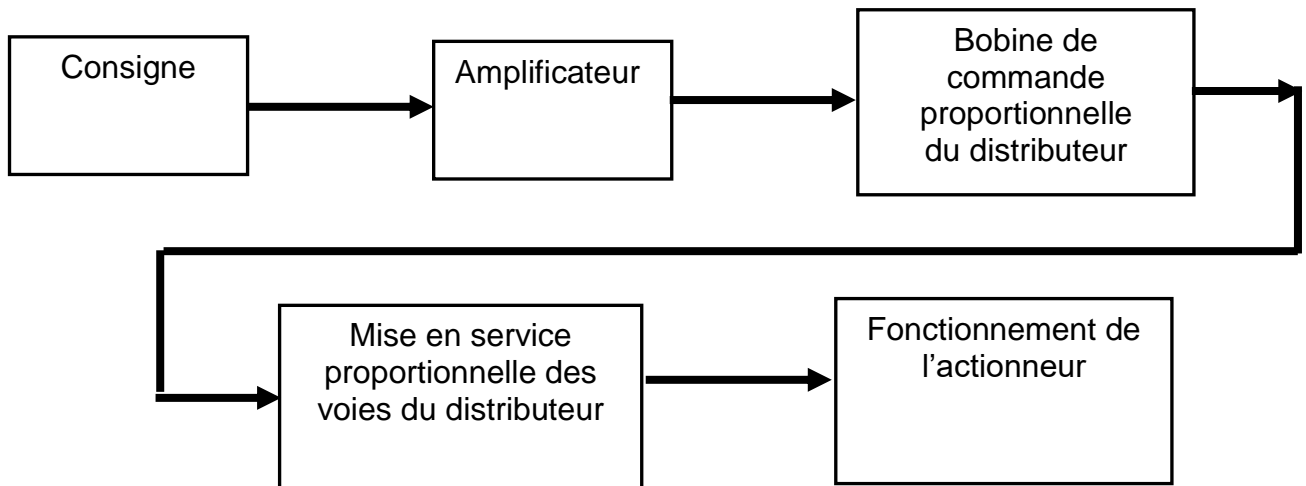 Consigne
Amplificateur
Bobine de
commande
proportionnelle
du distributeur
Mise en service
proportionnelle des
voies du distributeur
Fonctionnement de
l’actionneur